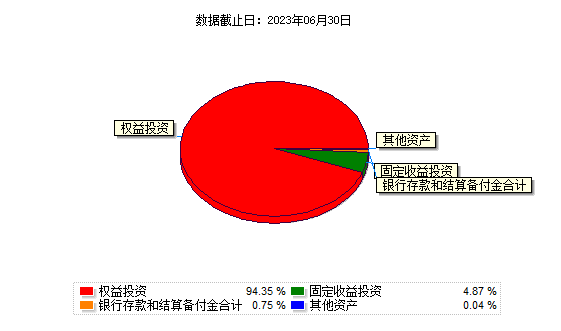 数据截止日：2023年06月30日
权益投资
其他资产
固定收益投资
银行存款和结算备付金合计
权益投资 94.35 % 固定收益投资 4.87 %
银行存款和结算备付金合计 0.75 % 其他资产 0.04 %